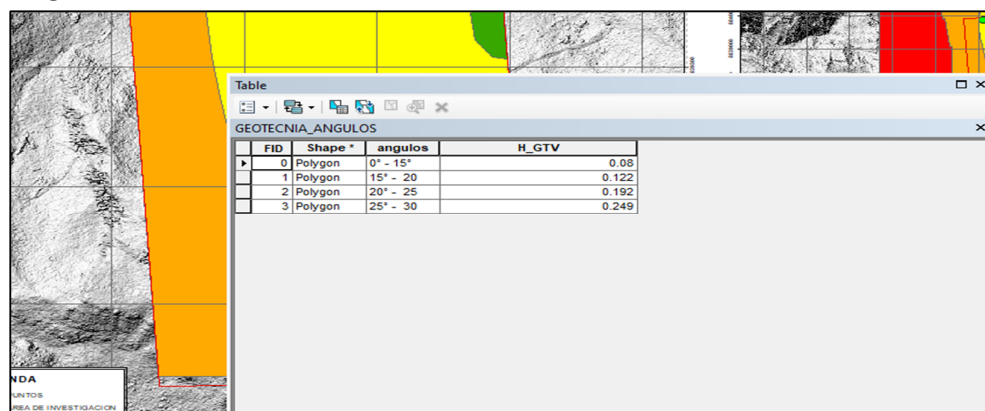 Table
GEOTECNIA_ANGULOS
FID Shape * angulos H_GTV
0 Polygon 0° - 15° 0.08
1 Polygon 15° - 20 0.122
2 Polygon 20° - 25 0.192
3 Polygon 25° - 30 0.249
NDA
UNTOS
REA DE INVESTIGACION